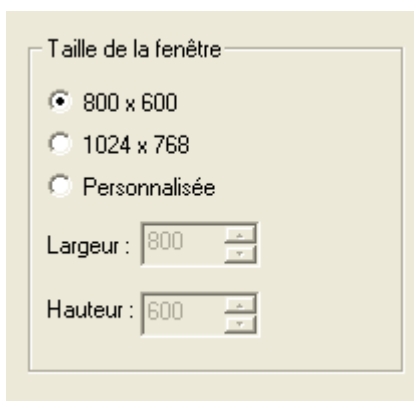 Taille de la fenêtre
800 x 600
1024 x 768
Personnalisée
Largeur : 800
Hauteur : 600